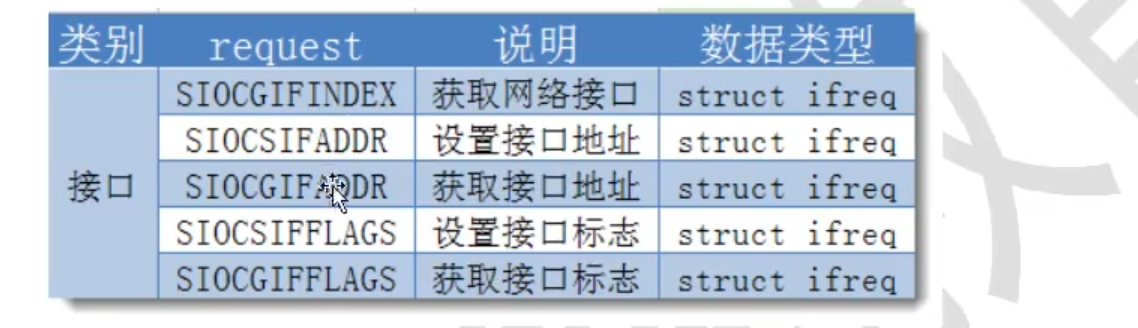 类别 request 说明 数据类型
SIOCGIFINDEX 获取网络接口 struct ifreq
SIOCSIFADDR 设置接口地址 struct ifreq
接口 SIOCGIFADDR 获取接口地址 struct ifreq
SIOCSIFFLAGS 设置接口标志 struct ifreq
SIOCGIFFLAGS 获取接口标志 struct ifreq